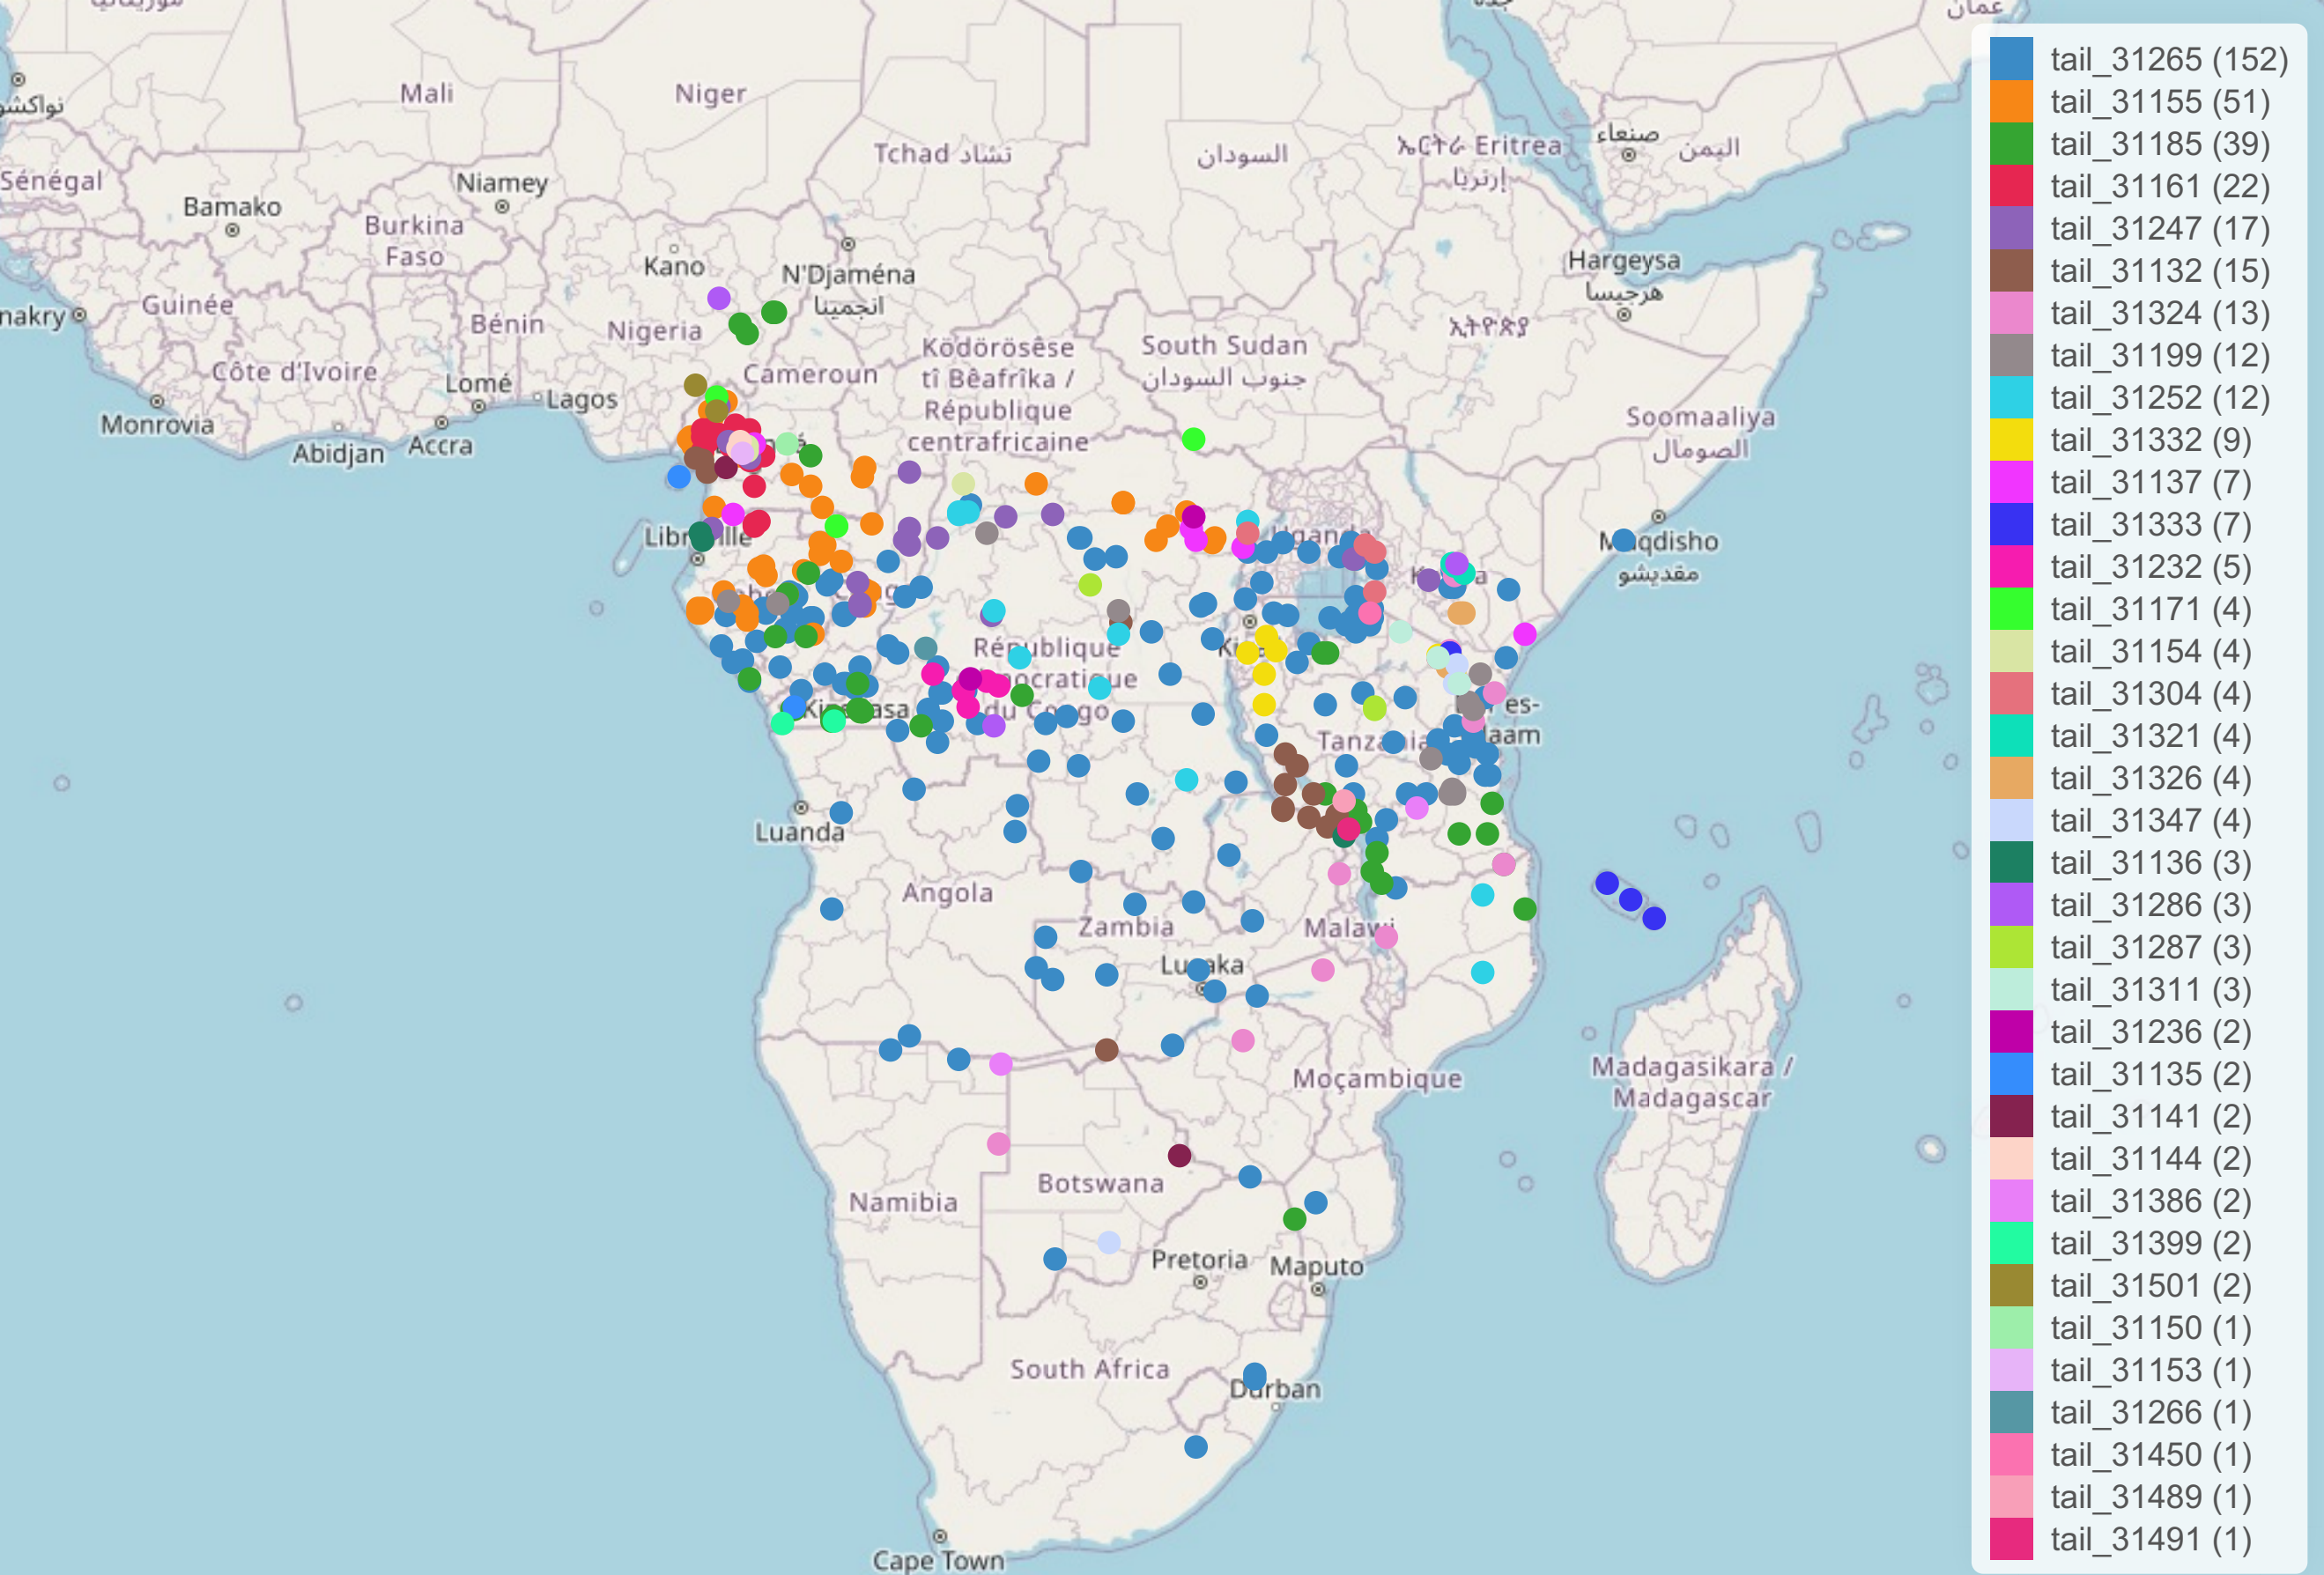 موريتانيا
جدة
عمان
Mali
Niger
Tchad تشاد
السودان
ኤርትራ Eritrea
إرتريا
صنعاء
اليمن
Sénégal
Bamako
Niamey
Burkina
Faso
Kano
N'Djaména
انجمينا
Hargeysa
هرجيسا
Guinée
nakry
Bénin
Nigeria
Ködörösêse
tî Bêafrîka /
République
centrafricaine
South Sudan
جنوب السودان
ኢትዮጵያ
Côte d'Ivoire
Lomé
Lagos
Cameroun
Monrovia
Abidjan
Accra
Soomaaliya
الصومال
Uganda
Muqdisho
مقديشو
République
du Congo
Kinshasa
Tanzania
Luanda
Angola
Zambia
Malawi
Lusaka
Moçambique
Madagasikara /
Madagascar
Namibia
Botswana
Pretoria
Maputo
South Africa
Durban
Cape Town
tail_31265 (152)
tail_31155 (51)
tail_31185 (39)
tail_31161 (22)
tail_31247 (17)
tail_31132 (15)
tail_31324 (13)
tail_31199 (12)
tail_31252 (12)
tail_31332 (9)
tail_31137 (7)
tail_31333 (7)
tail_31232 (5)
tail_31171 (4)
tail_31154 (4)
tail_31304 (4)
tail_31321 (4)
tail_31326 (4)
tail_31347 (4)
tail_31136 (3)
tail_31286 (3)
tail_31287 (3)
tail_31311 (3)
tail_31236 (2)
tail_31135 (2)
tail_31141 (2)
tail_31144 (2)
tail_31386 (2)
tail_31399 (2)
tail_31501 (2)
tail_31150 (1)
tail_31153 (1)
tail_31266 (1)
tail_31450 (1)
tail_31489 (1)
tail_31491 (1)